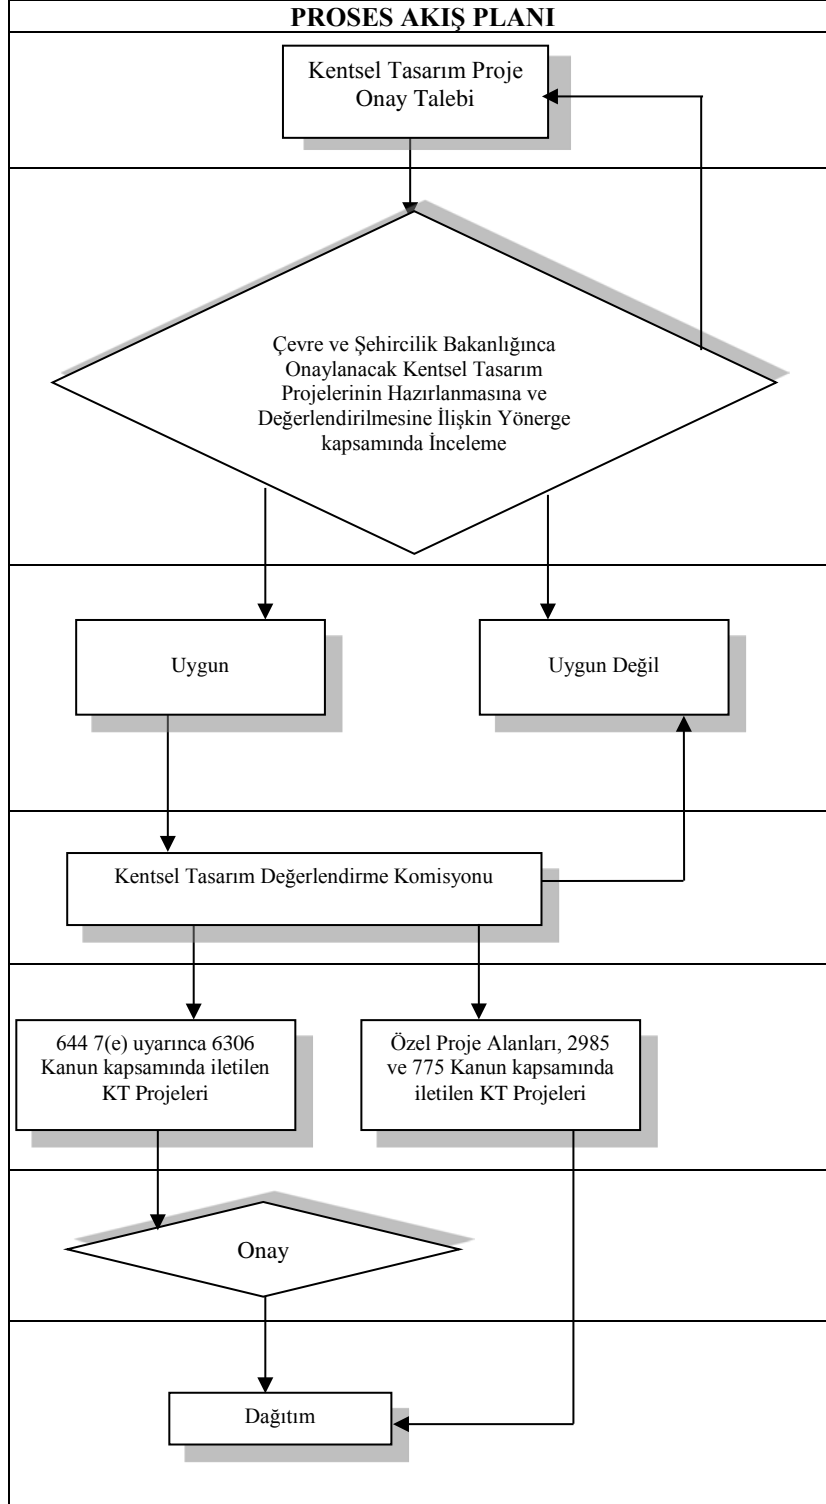 PROSES AKIŞ PLANI
Kentsel Tasarım Proje
Onay Talebi
Çevre ve Şehircilik Bakanlığınca
Onaylanacak Kentsel Tasarım
Projelerinin Hazırlanmasına ve
Değerlendirilmesine İlişkin Yönerge
kapsamında İnceleme
Uygun
Uygun Değil
Kentsel Tasarım Değerlendirme Komisyonu
644 7(e) uyarınca 6306
Kanun kapsamında iletilen
KT Projeleri
Özel Proje Alanları, 2985
ve 775 Kanun kapsamında
iletilen KT Projeleri
Onay
Dağıtım